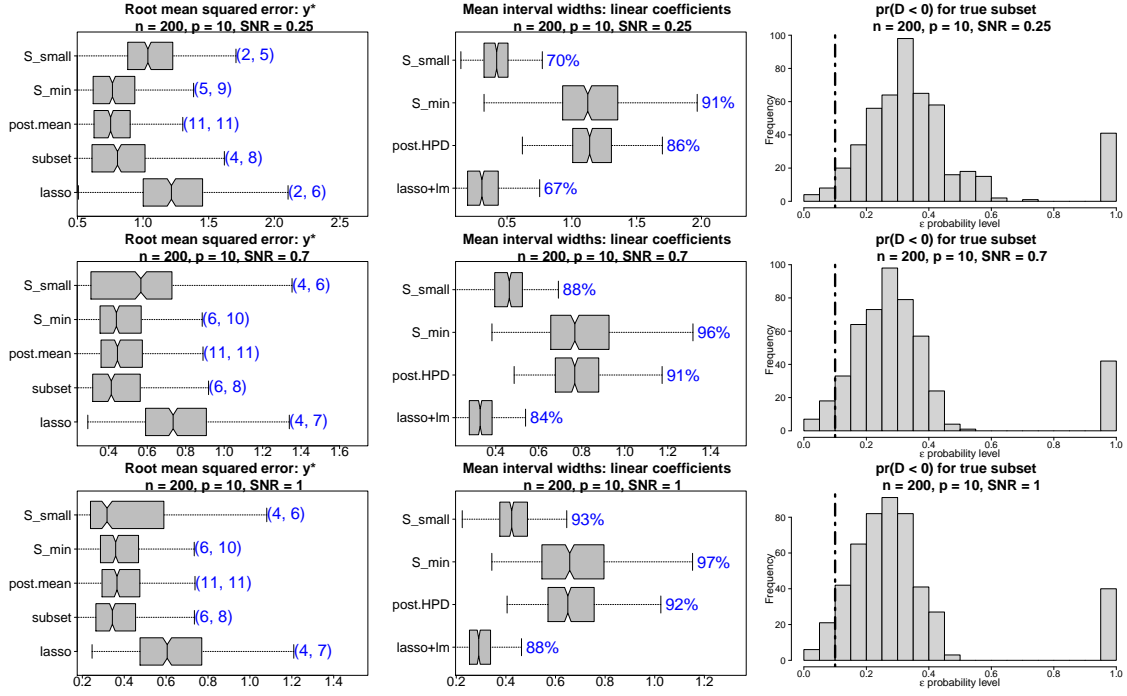 Root mean squared error: y*
n = 200, p = 10, SNR = 0.25
S_small
(2, 5)
S_min
(5, 9)
post.mean
(11, 11)
subset
(4, 8)
lasso
(2, 6)
0.5 1.0 1.5 2.0 2.5
Mean interval widths: linear coefficients
n = 200, p = 10, SNR = 0.25
S_small
70%
S_min
91%
post.HPD
86%
lasso+lm
67%
0.5 1.0 1.5 2.0
pr(D < 0) for true subset
n = 200, p = 10, SNR = 0.25
Frequency
0 20 40 60 80 100
0.0 0.2 0.4 0.6 0.8 1.0
ε probability level
Root mean squared error: y*
n = 200, p = 10, SNR = 0.7
S_small
(4, 6)
S_min
(6, 10)
post.mean
(11, 11)
subset
(6, 8)
lasso
(4, 7)
0.4 0.6 0.8 1.0 1.2 1.4 1.6
Mean interval widths: linear coefficients
n = 200, p = 10, SNR = 0.7
S_small
88%
S_min
96%
post.HPD
91%
lasso+lm
84%
0.4 0.6 0.8 1.0 1.2 1.4
pr(D < 0) for true subset
n = 200, p = 10, SNR = 0.7
Frequency
0 20 40 60 80 100
0.0 0.2 0.4 0.6 0.8 1.0
ε probability level
Root mean squared error: y*
n = 200, p = 10, SNR = 1
S_small
(4, 6)
S_min
(6, 10)
post.mean
(11, 11)
subset
(6, 8)
lasso
(4, 7)
0.2 0.4 0.6 0.8 1.0 1.2 1.4
Mean interval widths: linear coefficients
n = 200, p = 10, SNR = 1
S_small
93%
S_min
97%
post.HPD
92%
lasso+lm
88%
0.2 0.4 0.6 0.8 1.0 1.2
pr(D < 0) for true subset
n = 200, p = 10, SNR = 1
Frequency
0 20 40 60 80
0.0 0.2 0.4 0.6 0.8 1.0
ε probability level